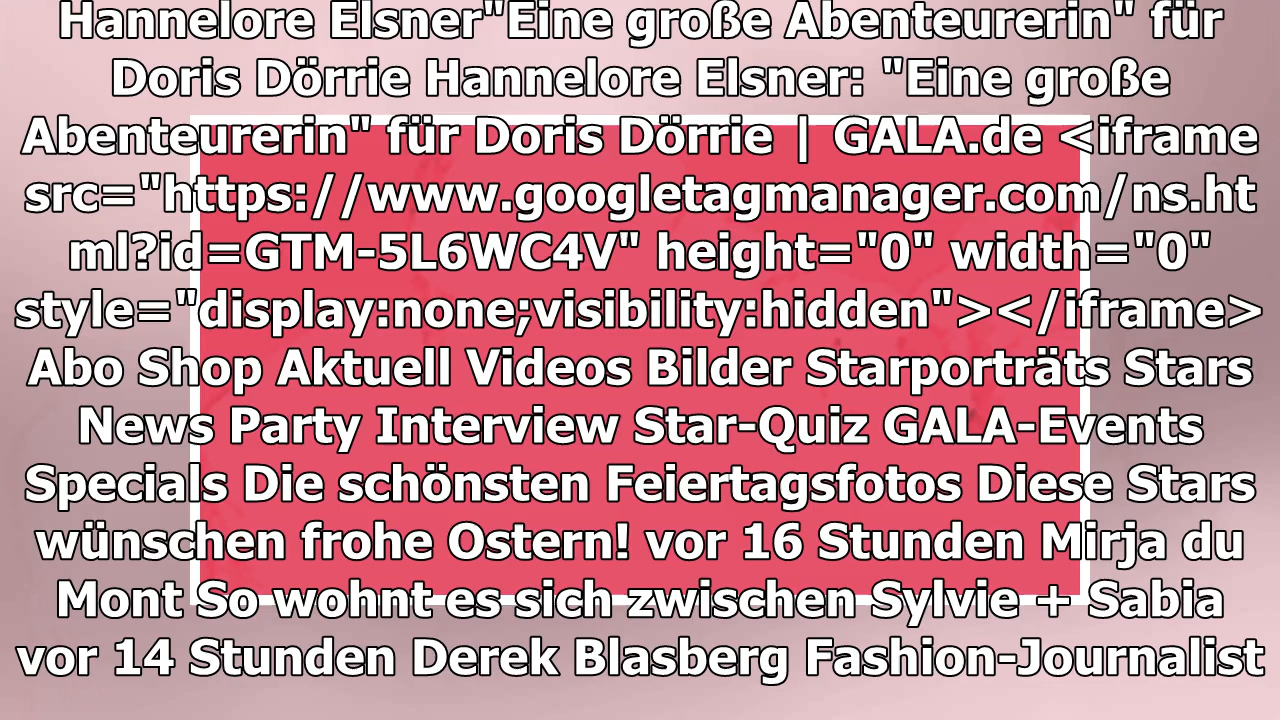 Hannelore Elsner"Eine große Abenteurerin" für
Doris Dörrie Hannelore Elsner: "Eine große
Abenteurerin" für Doris Dörrie | GALA.de <iframe
src="https://www.googletagmanager.com/ns.ht
ml?id=GTM-5L6WC4V" height="0" width="0"
style="display:none;visibility:hidden"></iframe>
Abo Shop Aktuell Videos Bilder Starporträts Stars
News Party Interview Star-Quiz GALA-Events
Specials Die schönsten Feiertagsfotos Diese Stars
wünschen frohe Ostern! vor 16 Stunden Mirja du
Mont So wohnt es sich zwischen Sylvie + Sabia
vor 14 Stunden Derek Blasberg Fashion-Journalist